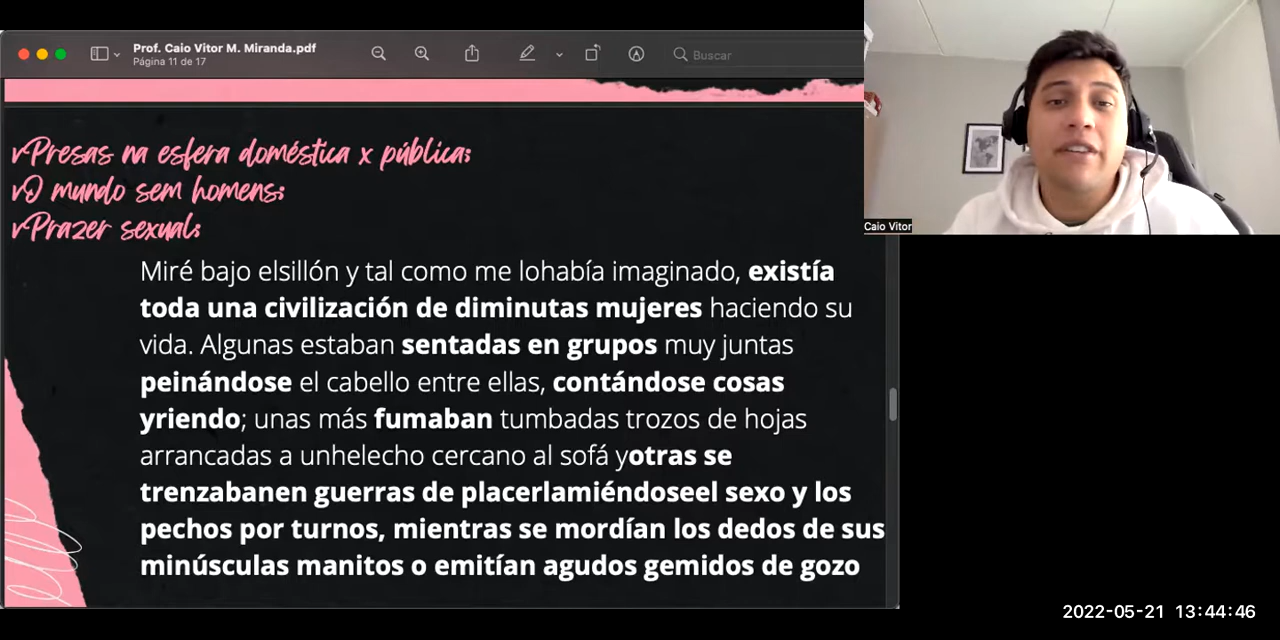 Prof. Caio Vitor M. Miranda.pdf
Página 11 de 17
Buscar
Caio Vitor
vPresas na esfera doméstica x pública;
vO mundo sem homens;
vPrazer sexual;
Miré bajo elsillón y tal como me lohabía imaginado, existía
toda una civilización de diminutas mujeres haciendo su
vida. Algunas estaban sentadas en grupos muy juntas
peinándose el cabello entre ellas, contándose cosas
yriendo; unas más fumaban tumbadas trozos de hojas
arrancadas a unhelecho cercano al sofá yotras se
trenzabanen guerras de placerlamiéndoseel sexo y los
pechos por turnos, mientras se mordían los dedos de sus
minúsculas manitos o emitían agudos gemidos de gozo
2022-05-21 13:44:46